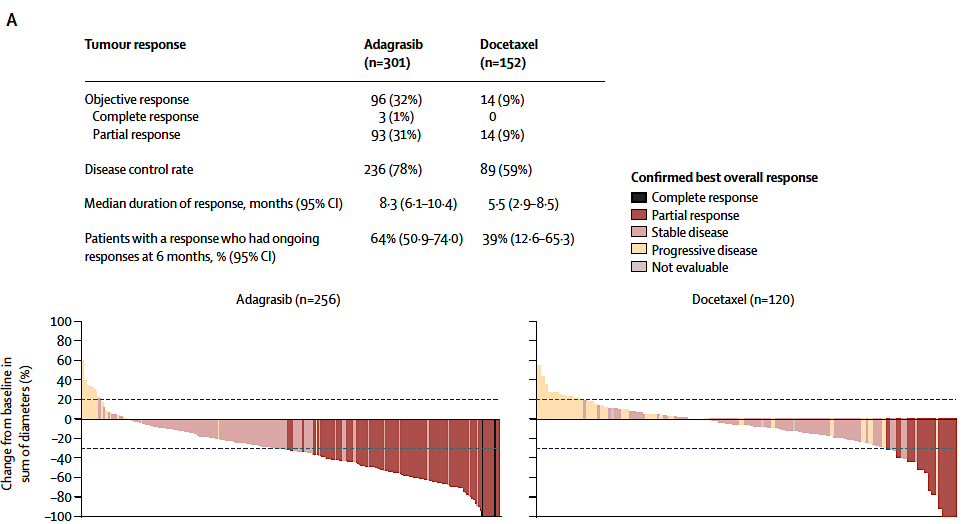 A
Tumour response Adagrasib Docetaxel
(n=301) (n=152)
Objective response 96 (32%) 14 (9%)
Complete response 3 (1%) 0
Partial response 93 (31%) 14 (9%)
Disease control rate 236 (78%) 89 (59%)
Median duration of response, months (95% CI) 8·3 (6·1–10·4) 5·5 (2·9–8·5)
Patients with a response who had ongoing 64% (50·9–74·0) 39% (12·6–65·3)
responses at 6 months, % (95% CI)
Confirmed best overall response
Complete response
Partial response
Stable disease
Progressive disease
Not evaluable
Adagrasib (n=256)
Docetaxel (n=120)
Change from baseline in
sum of diameters (%)
100
80
60
40
20
0
−20
−40
−60
−80
−100